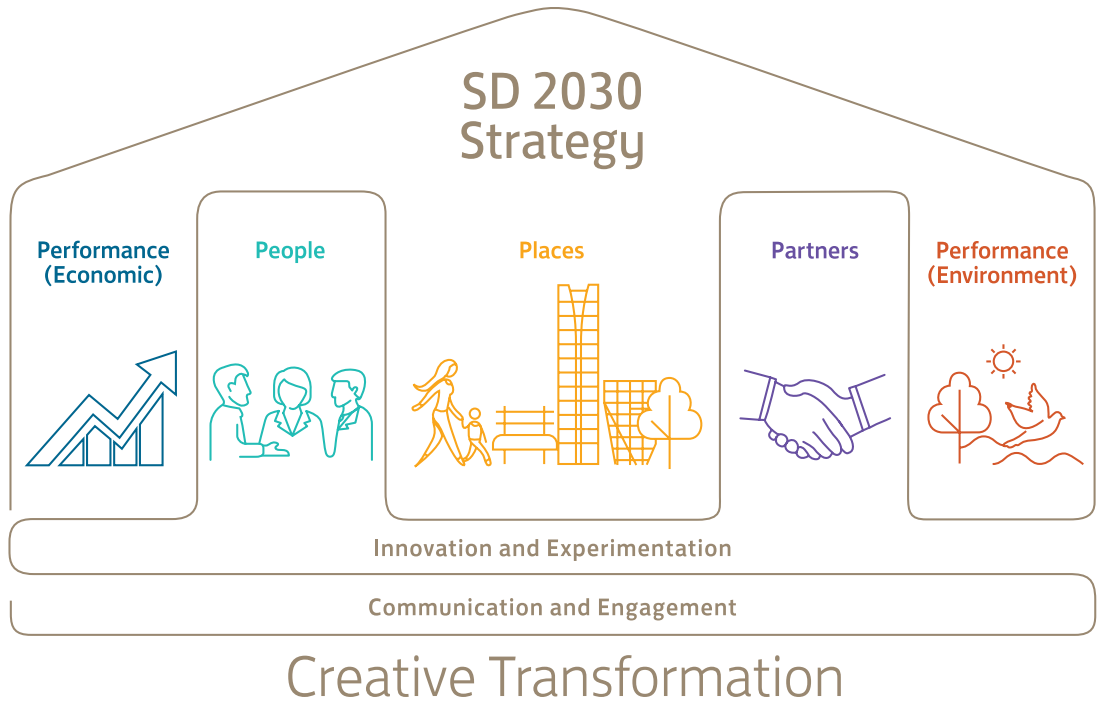 SD 2030
Strategy
Performance
(Economic)
People
Places
Partners
Performance
(Environment)
Innovation and Experimentation
Communication and Engagement
Creative Transformation